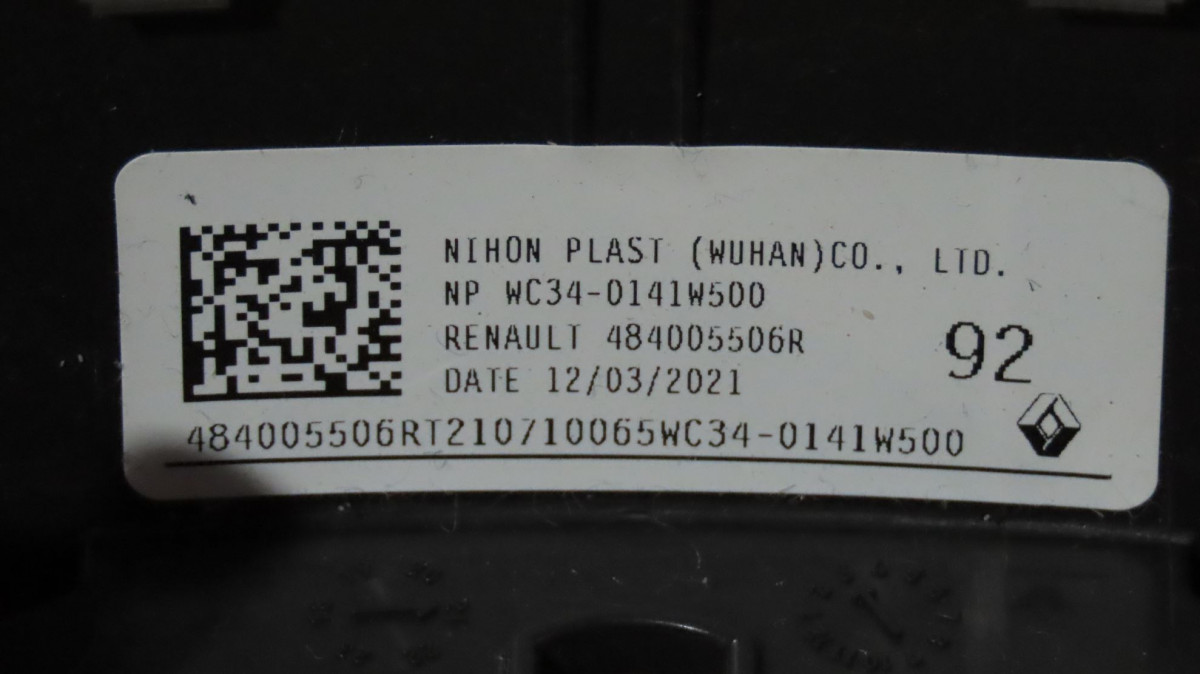 NIHON PLAST (WUHAN)CO., LTD.
NP WC34-0141W500
RENAULT 484005506R
92
DATE 12/03/2021
484005506RT210710065WC34-0141W500